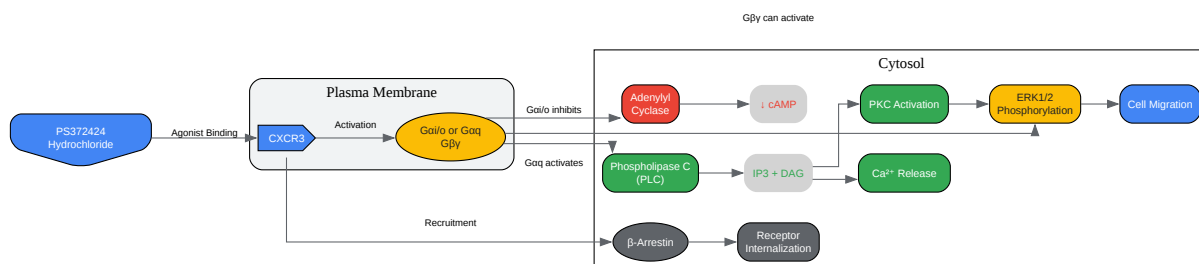 Gβγ can activate
Cytosol
Plasma Membrane
PS372424
Hydrochloride
Agonist Binding
CXCR3
Activation
Gαi/o or Gαq
Gβγ
Gαi/o inhibits
Gαq activates
Adenylyl
Cyclase
↓ cAMP
PKC Activation
ERK1/2
Phosphorylation
Cell Migration
Phospholipase C
(PLC)
IP3 + DAG
Ca²⁺ Release
Recruitment
β-Arrestin
Receptor
Internalization